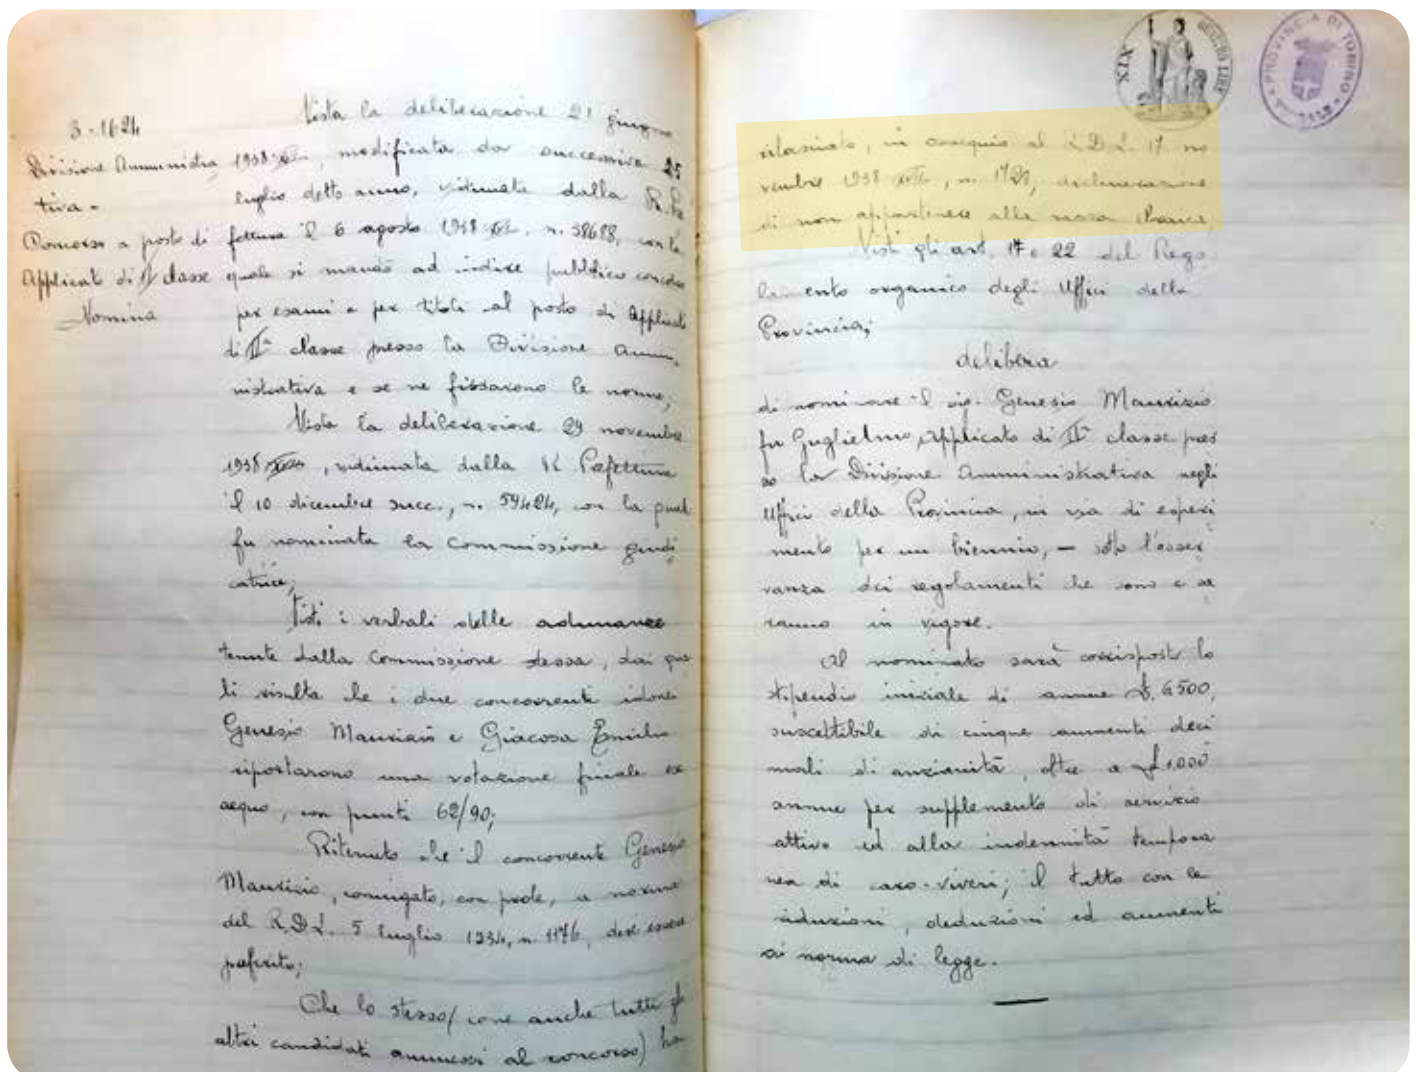 3-1624
Divisione Amministra
tiva -
Concorso a posto di
Applicato di IIª classe
Nomina
Vista la deliberazione 21 giugno
1938 XVI, modificata da successiva 25
luglio detto anno, vidimata dalla R. Pre
fettura il 6 agosto 1938 XVI, n. 38688, con la
quale si mandò ad indire pubblico concorso
per esami e per titoli al posto di Applicato
di IIª classe presso la Divisione Ammi
nistrativa e se ne fissarono le norme;
Vista la deliberazione 29 novembre
1938 XVII, vidimata dalla R. Prefettura
il 10 dicembre succ., n. 59424, con la quale
fu nominata la Commissione giudi
catrice;
Visti i verbali delle adunanze
tenute dalla Commissione stessa, dai qua
li risulta che i due concorrenti idonei
Genesio Maurizio e Giacosa Emilio
riportarono una votazione finale ex
aequo, con punti 62/90;
Ritenuto che il concorrente Genesio
Maurizio, coniugato, con prole, a norma
del R.D.L. 5 luglio 1934, n. 1176, deve essere
preferito;
Che lo stesso (come anche tutti gli
altri candidati ammessi al concorso) ha
XIX
PROVINCIA DI TORINO
rilasciato, in ossequio al R.D.L. 17 no
vembre 1938 XVII, n. 1728, dichiarazione
di non appartenere alla razza ebraica;
Visti gli art. 17 e 22 del Rego
lamento organico degli Uffici della
Provincia;
delibera
di nominare il sig. Genesio Maurizio
fu Guglielmo, Applicato di IIª classe pres
so la Divisione Amministrativa negli
Uffici della Provincia, in via di esperi
mento per un biennio, - sotto l'osser
vanza dei regolamenti che sono e sa
ranno in vigore.
Al nominato sarà corrisposto lo
stipendio iniziale di annue £. 6500,
suscettibile di cinque aumenti deci
mali di anzianità, oltre a £ 1.000
annue per supplemento di servizio
attivo ed alla indennità tempora
nea di caro-viveri; il tutto con le
riduzioni, deduzioni ed aumenti
a norma di legge.